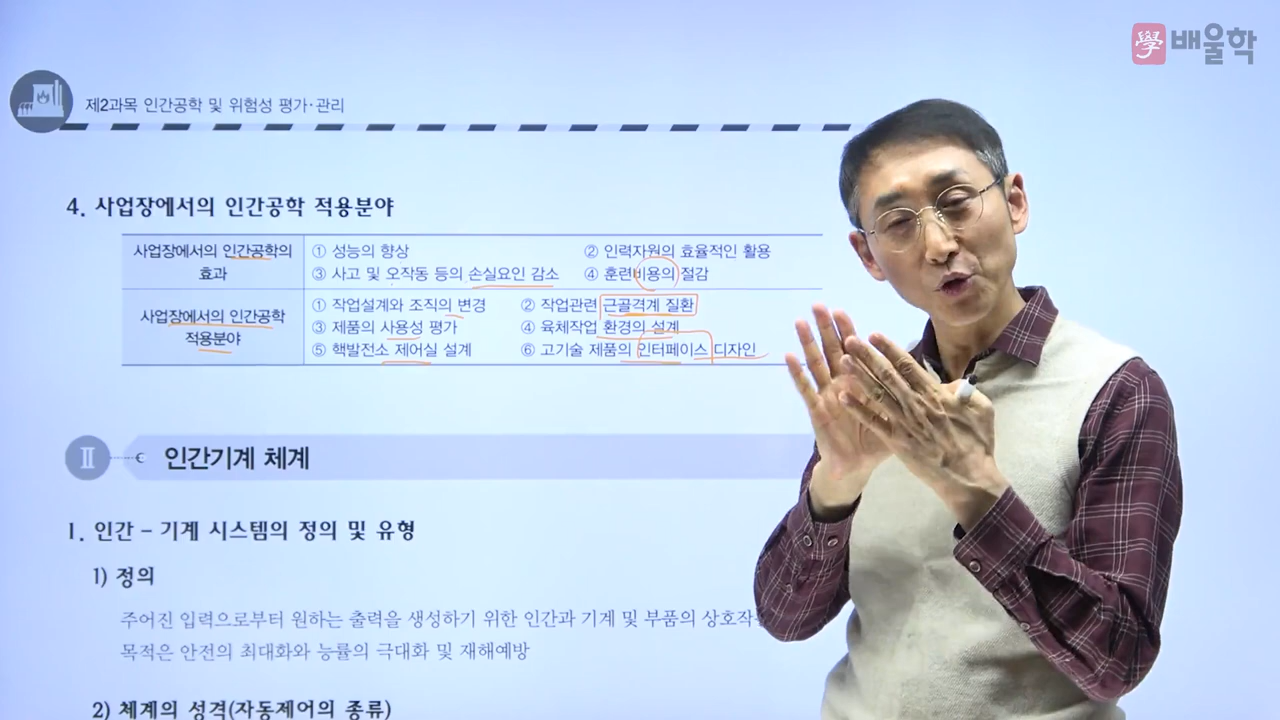 學 배울학
제2과목 인간공학 및 위험성 평가·관리
4. 사업장에서의 인간공학 적용분야
사업장에서의 인간공학의 효과
① 성능의 향상 ② 인력자원의 효율적인 활용
③ 사고 및 오작동 등의 손실요인 감소 ④ 훈련비용의 절감
사업장에서의 인간공학 적용분야
① 작업설계와 조직의 변경 ② 작업관련 근골격계 질환
③ 제품의 사용성 평가 ④ 육체작업 환경의 설계
⑤ 핵발전소 제어실 설계 ⑥ 고기술 제품의 인터페이스 디자인
Ⅱ 인간기계 체계
1. 인간 – 기계 시스템의 정의 및 유형
1) 정의
주어진 입력으로부터 원하는 출력을 생성하기 위한 인간과 기계 및 부품의
목적은 안전의 최대화와 능률의 극대화 및 재해예방
2) 체계의 성격(자동제어의 종류)